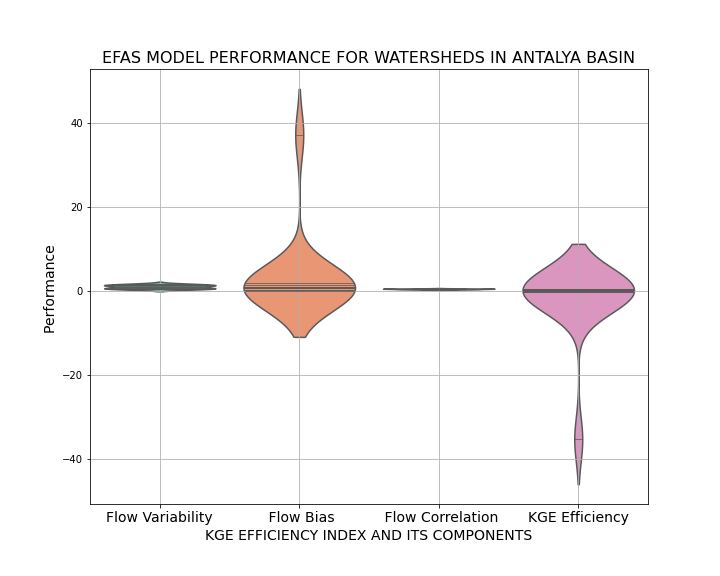 EFAS MODEL PERFORMANCE FOR WATERSHEDS IN ANTALYA BASIN
Performance
40
20
0
−20
−40
Flow Variability Flow Bias Flow Correlation KGE Efficiency
KGE EFFICIENCY INDEX AND ITS COMPONENTS